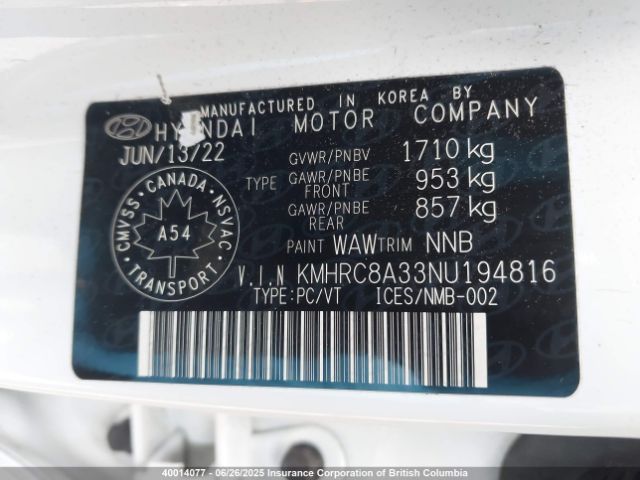 MANUFACTURED IN KOREA BY
HYUNDAI MOTOR COMPANY
JUN/13/22
GVWR/PNBV 1710 kg
TYPE GAWR/PNBE FRONT 953 kg
GAWR/PNBE REAR 857 kg
PAINT WAW TRIM NNB
CMVSS · CANADA · NSVAC
A54
TRANSPORT
V.I.N KMHRC8A33NU194816
TYPE:PC/VT ICES/NMB-002
40014077 - 06/26/2025 Insurance Corporation of British Columbia